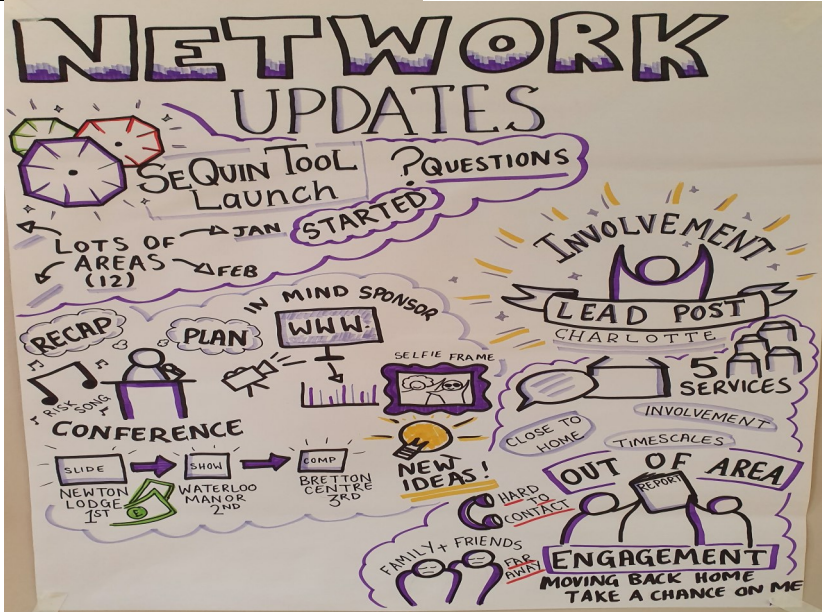 NETWORK
UPDATES
SEQUIN TOOL
Launch
? QUESTIONS
STARTED
LOTS OF
AREAS
(12)
JAN
FEB
INVOLVEMENT
LEAD POST
CHARLOTTE
RECAP
PLAN
IN MIND SPONSOR
WWW.
RISK SONG
SELFIE FRAME
CONFERENCE
SLIDE
SHOW
COMP
NEWTON
LODGE
1ST
£
WATERLOO
MANOR
2ND
BRETTON
CENTRE
3RD
NEW
IDEAS!
5
SERVICES
CLOSE TO
HOME
INVOLVEMENT
TIMESCALES
OUT OF AREA
REPORT
HARD
TO
CONTACT
FAMILY + FRIENDS
FAR
AWAY
ENGAGEMENT
MOVING BACK HOME
TAKE A CHANCE ON ME